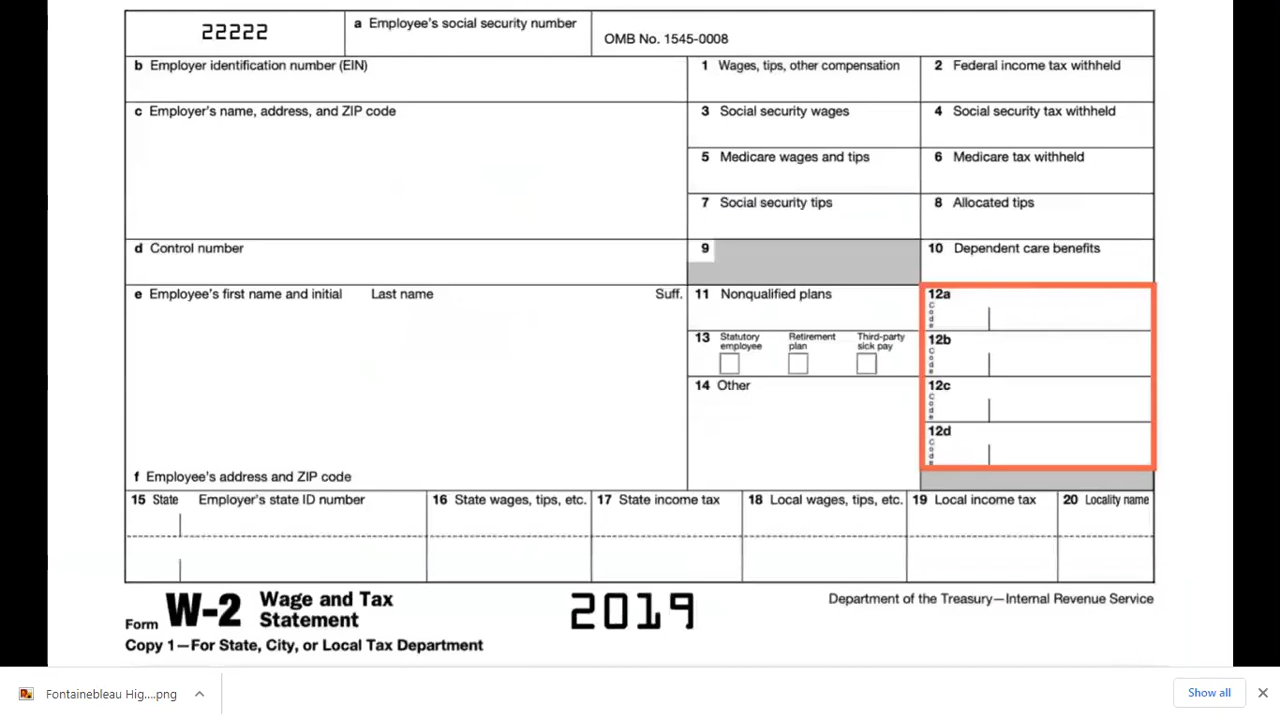 22222
a Employee's social security number
OMB No. 1545-0008
b Employer identification number (EIN)
1 Wages, tips, other compensation
2 Federal income tax withheld
c Employer's name, address, and ZIP code
3 Social security wages
4 Social security tax withheld
5 Medicare wages and tips
6 Medicare tax withheld
7 Social security tips
8 Allocated tips
d Control number
9
10 Dependent care benefits
e Employee's first name and initial
Last name
Suff.
11 Nonqualified plans
12a
Code
13 Statutory employee
Retirement plan
Third-party sick pay
12b
Code
14 Other
12c
Code
12d
Code
f Employee's address and ZIP code
15 State
Employer's state ID number
16 State wages, tips, etc.
17 State income tax
18 Local wages, tips, etc.
19 Local income tax
20 Locality name
Form W-2 Wage and Tax Statement
2019
Department of the Treasury—Internal Revenue Service
Copy 1—For State, City, or Local Tax Department
Fontainebleau Hig....png
Show all